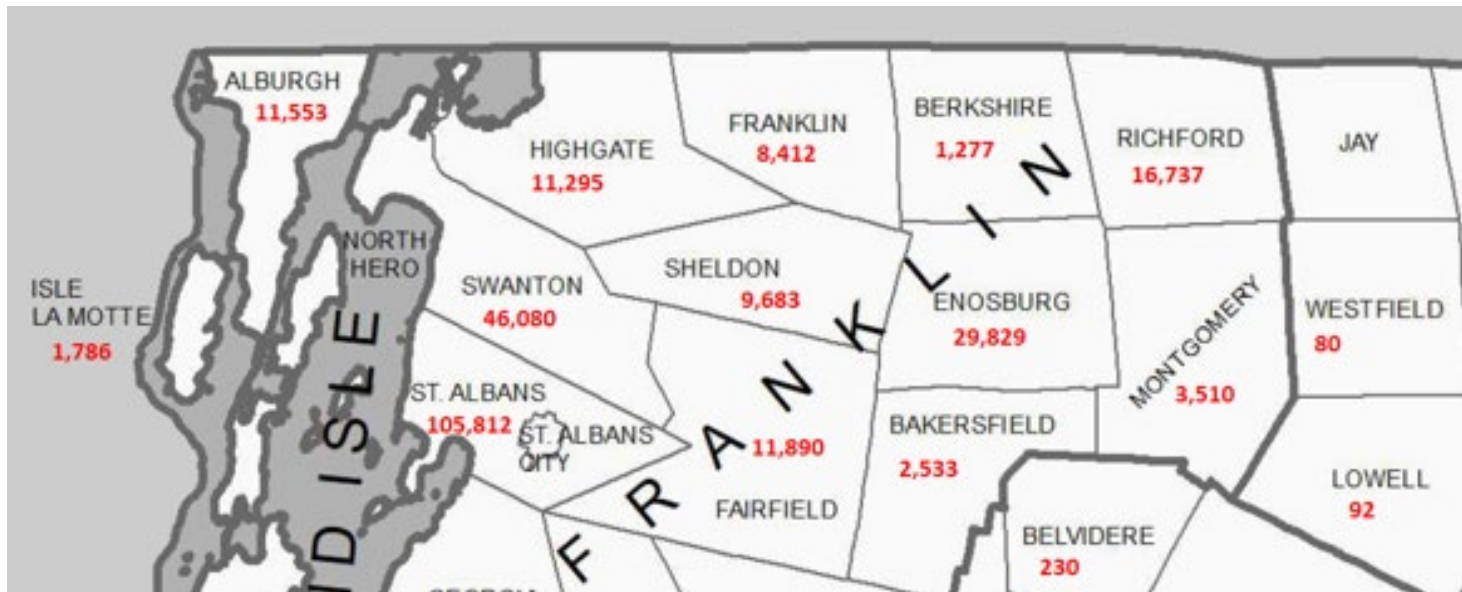 ALBURGH
11,553
HIGHGATE
11,295
FRANKLIN
8,412
BERKSHIRE
1,277
RICHFORD
16,737
JAY
ISLE
LA MOTTE
1,786
NORTH
HERO
SWANTON
46,080
SHELDON
9,683
ENOSBURG
29,829
MONTGOMERY
3,510
WESTFIELD
80
ST. ALBANS
105,812
ST. ALBANS
CITY
11,890
FAIRFIELD
BAKERSFIELD
2,533
BELVIDERE
230
LOWELL
92
ND ISLE
FRANKLIN
GEORGIA